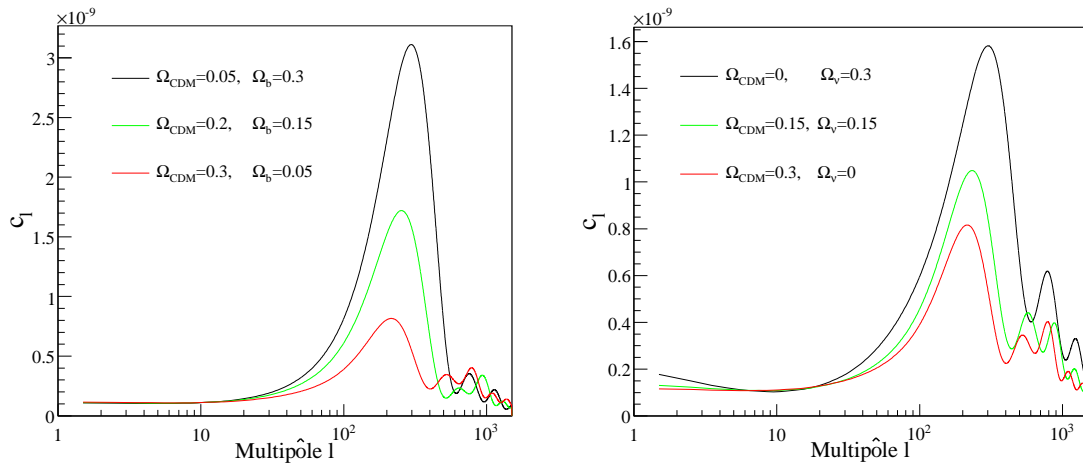 ×10⁻⁹
3
2.5
2
1.5
1
0.5
0
Ω_CDM=0.05, Ω_b=0.3
Ω_CDM=0.2, Ω_b=0.15
Ω_CDM=0.3, Ω_b=0.05
c_l
1 10 10² 10³
Multipôle l
×10⁻⁹
1.6
1.4
1.2
1
0.8
0.6
0.4
0.2
0
Ω_CDM=0, Ω_ν=0.3
Ω_CDM=0.15, Ω_ν=0.15
Ω_CDM=0.3, Ω_ν=0
c_l
1 10 10² 10³
Multipôle l